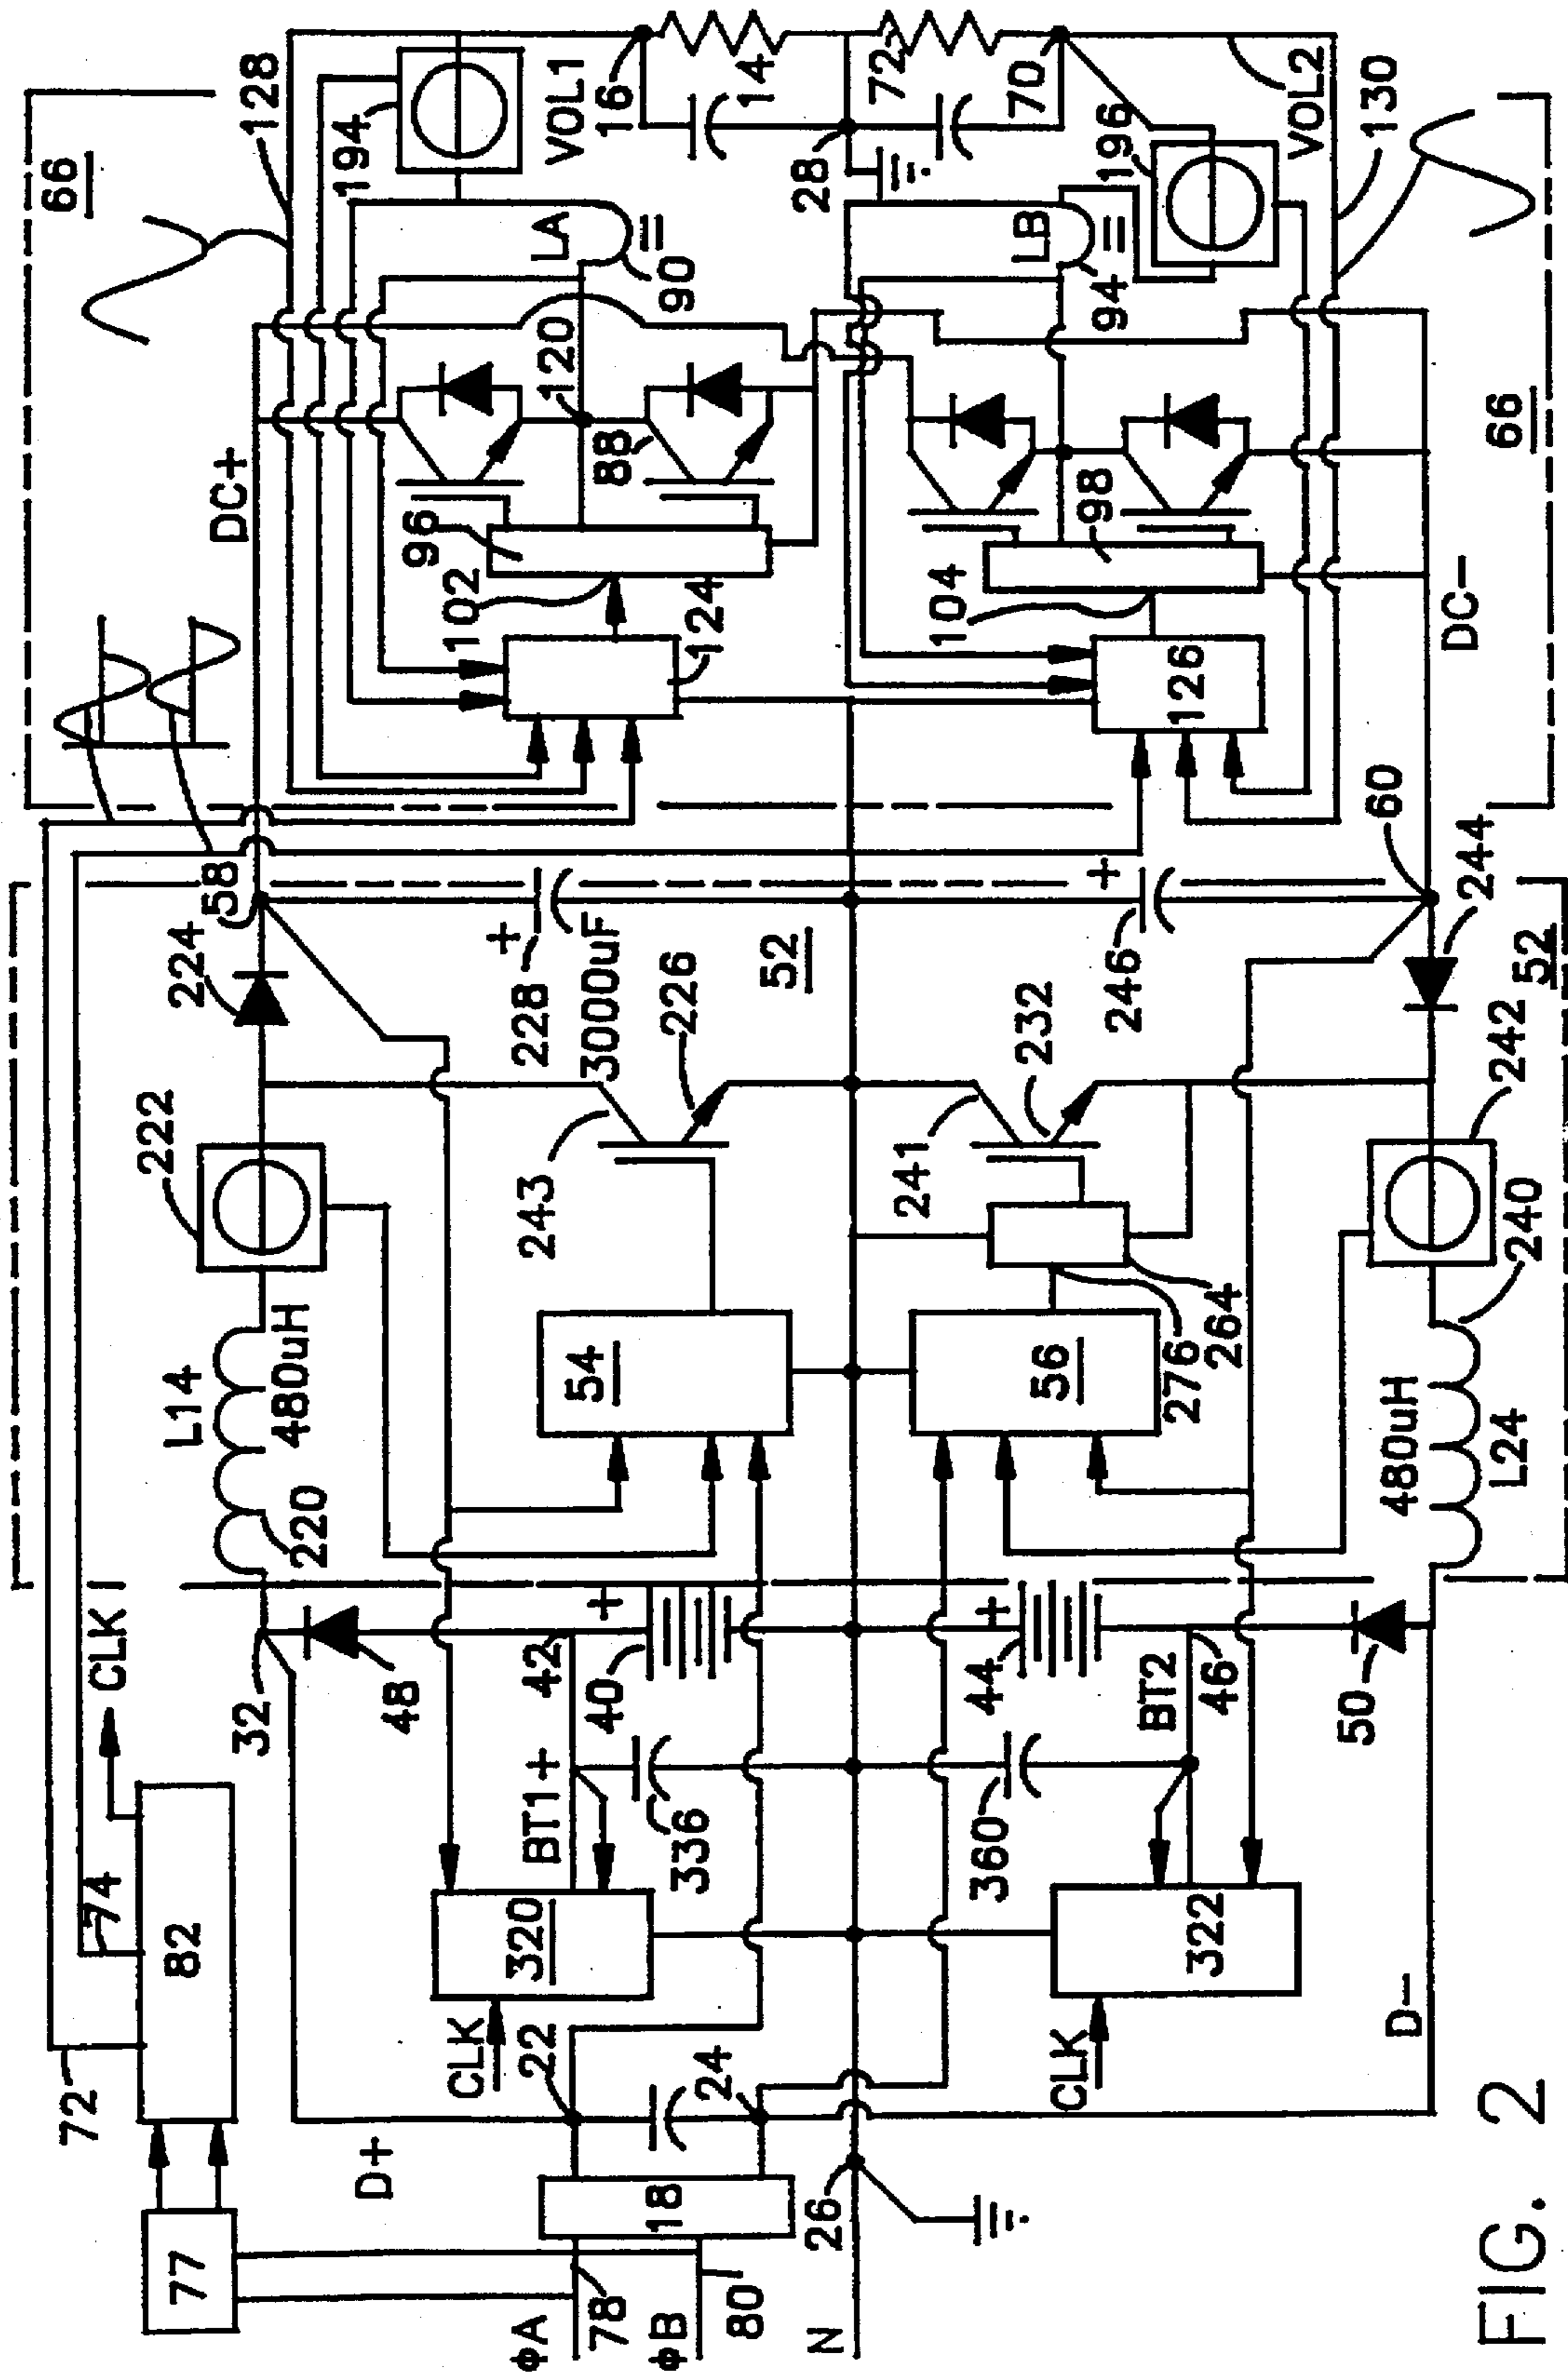 66
128
194
VOL1
16
14
72
70
VOL2
130
28
196
LA
90
LB
94
120
88
DC+
96
102
124
98
104
126
DC-
66
58
60
224
228
3000uF
226
52
246
244
232
222
243
241
242
52
L14
480uH
220
54
56
276
264
240
480uH
L24
CLK
32
48
42
40
44
BT2
46
50
74
82
72
BT1+
336
360
320
322
CLK
22
24
CLK
D-
D+
77
18
26
ΦA
78
ΦB
80
N
FIG. 2